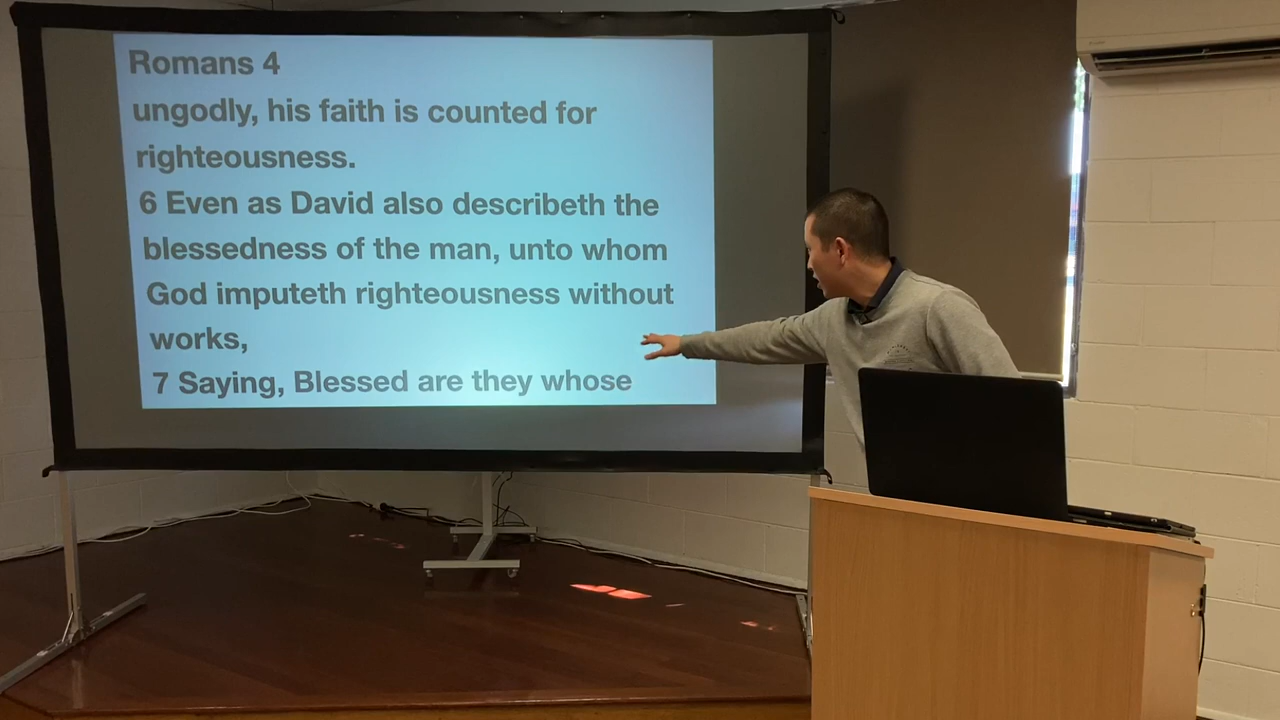 Romans 4
ungodly, his faith is counted for
righteousness.
6 Even as David also describeth the
blessedness of the man, unto whom
God imputeth righteousness without
works,
7 Saying, Blessed are they whose